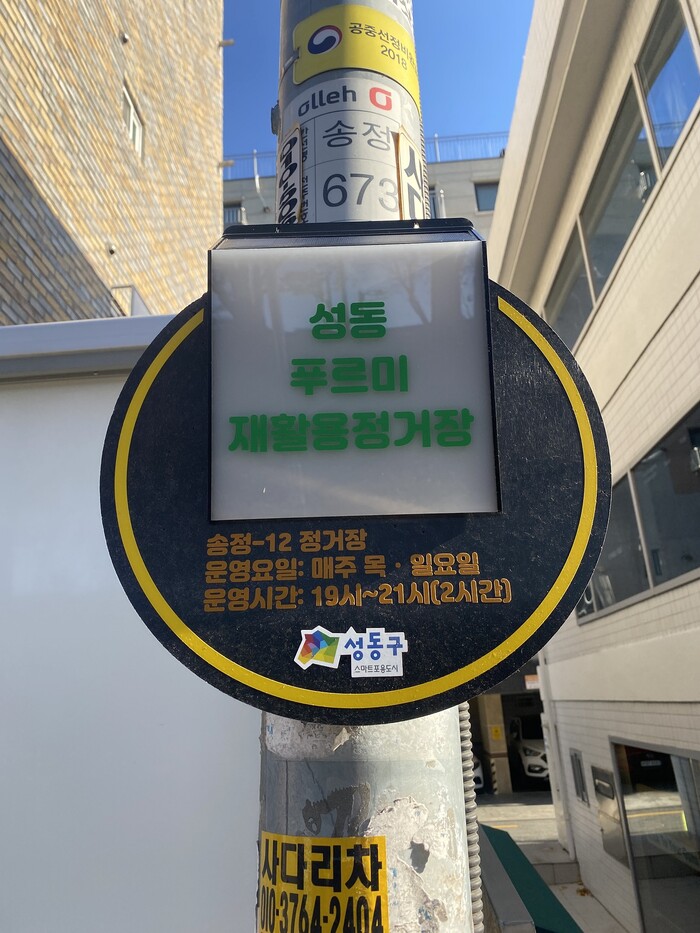 공중선정비
2018
olleh
송정
673
성동
푸르미
재활용정거장
송정-12 정거장
운영요일: 매주 목 · 일요일
운영시간: 19시~21시(2시간)
성동구
스마트포용도시
사다리차
010-3764-2404